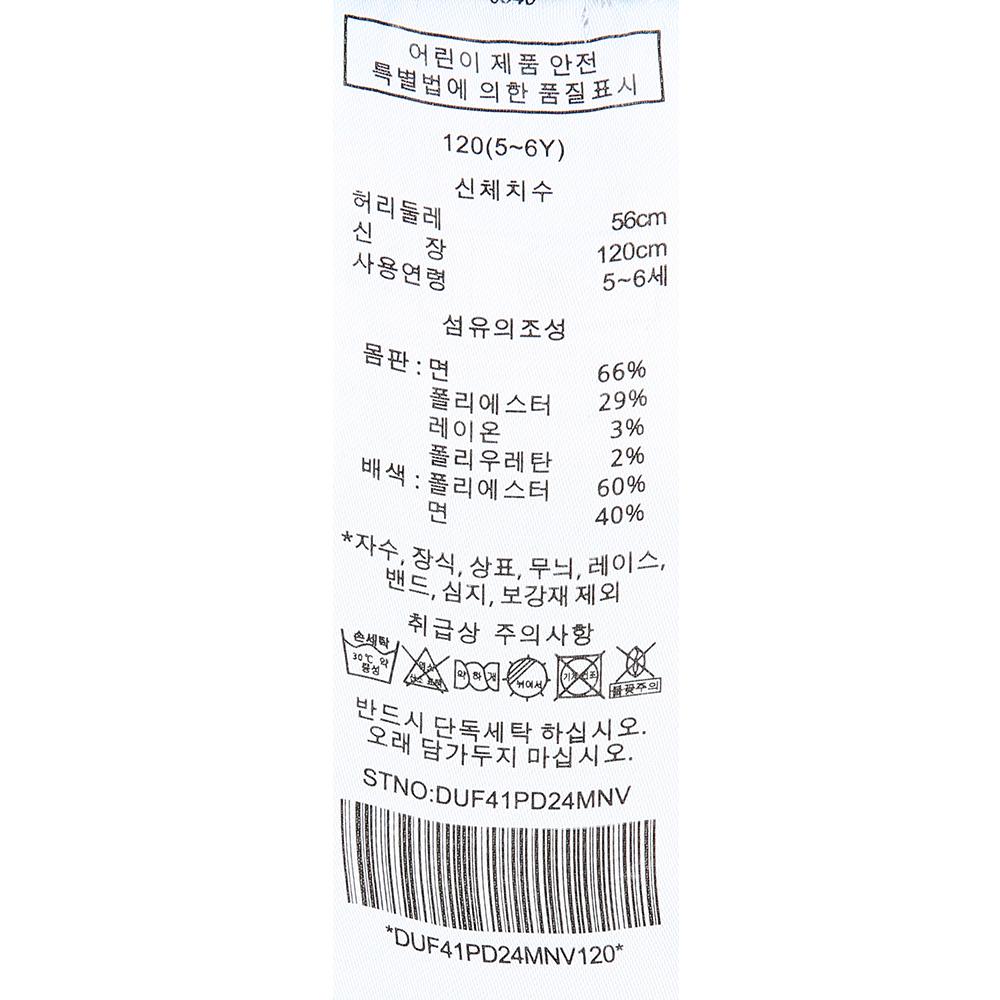 어린이 제품 안전
특별법에 의한 품질표시
120(5~6Y)
신체치수
허리둘레 56cm
신 장 120cm
사용연령 5~6세
섬유의조성
몸판 : 면 66%
폴리에스터 29%
레이온 3%
폴리우레탄 2%
배색 : 폴리에스터 60%
면 40%
*자수, 장식, 상표, 무늬, 레이스,
밴드, 심지, 보강재 제외
취급상 주의사항
손세탁
30℃ 약
중성
약하게
뉘어서
기계건조
반드시 단독세탁 하십시오.
오래 담가두지 마십시오.
STNO:DUF41PD24MNV
*DUF41PD24MNV120*